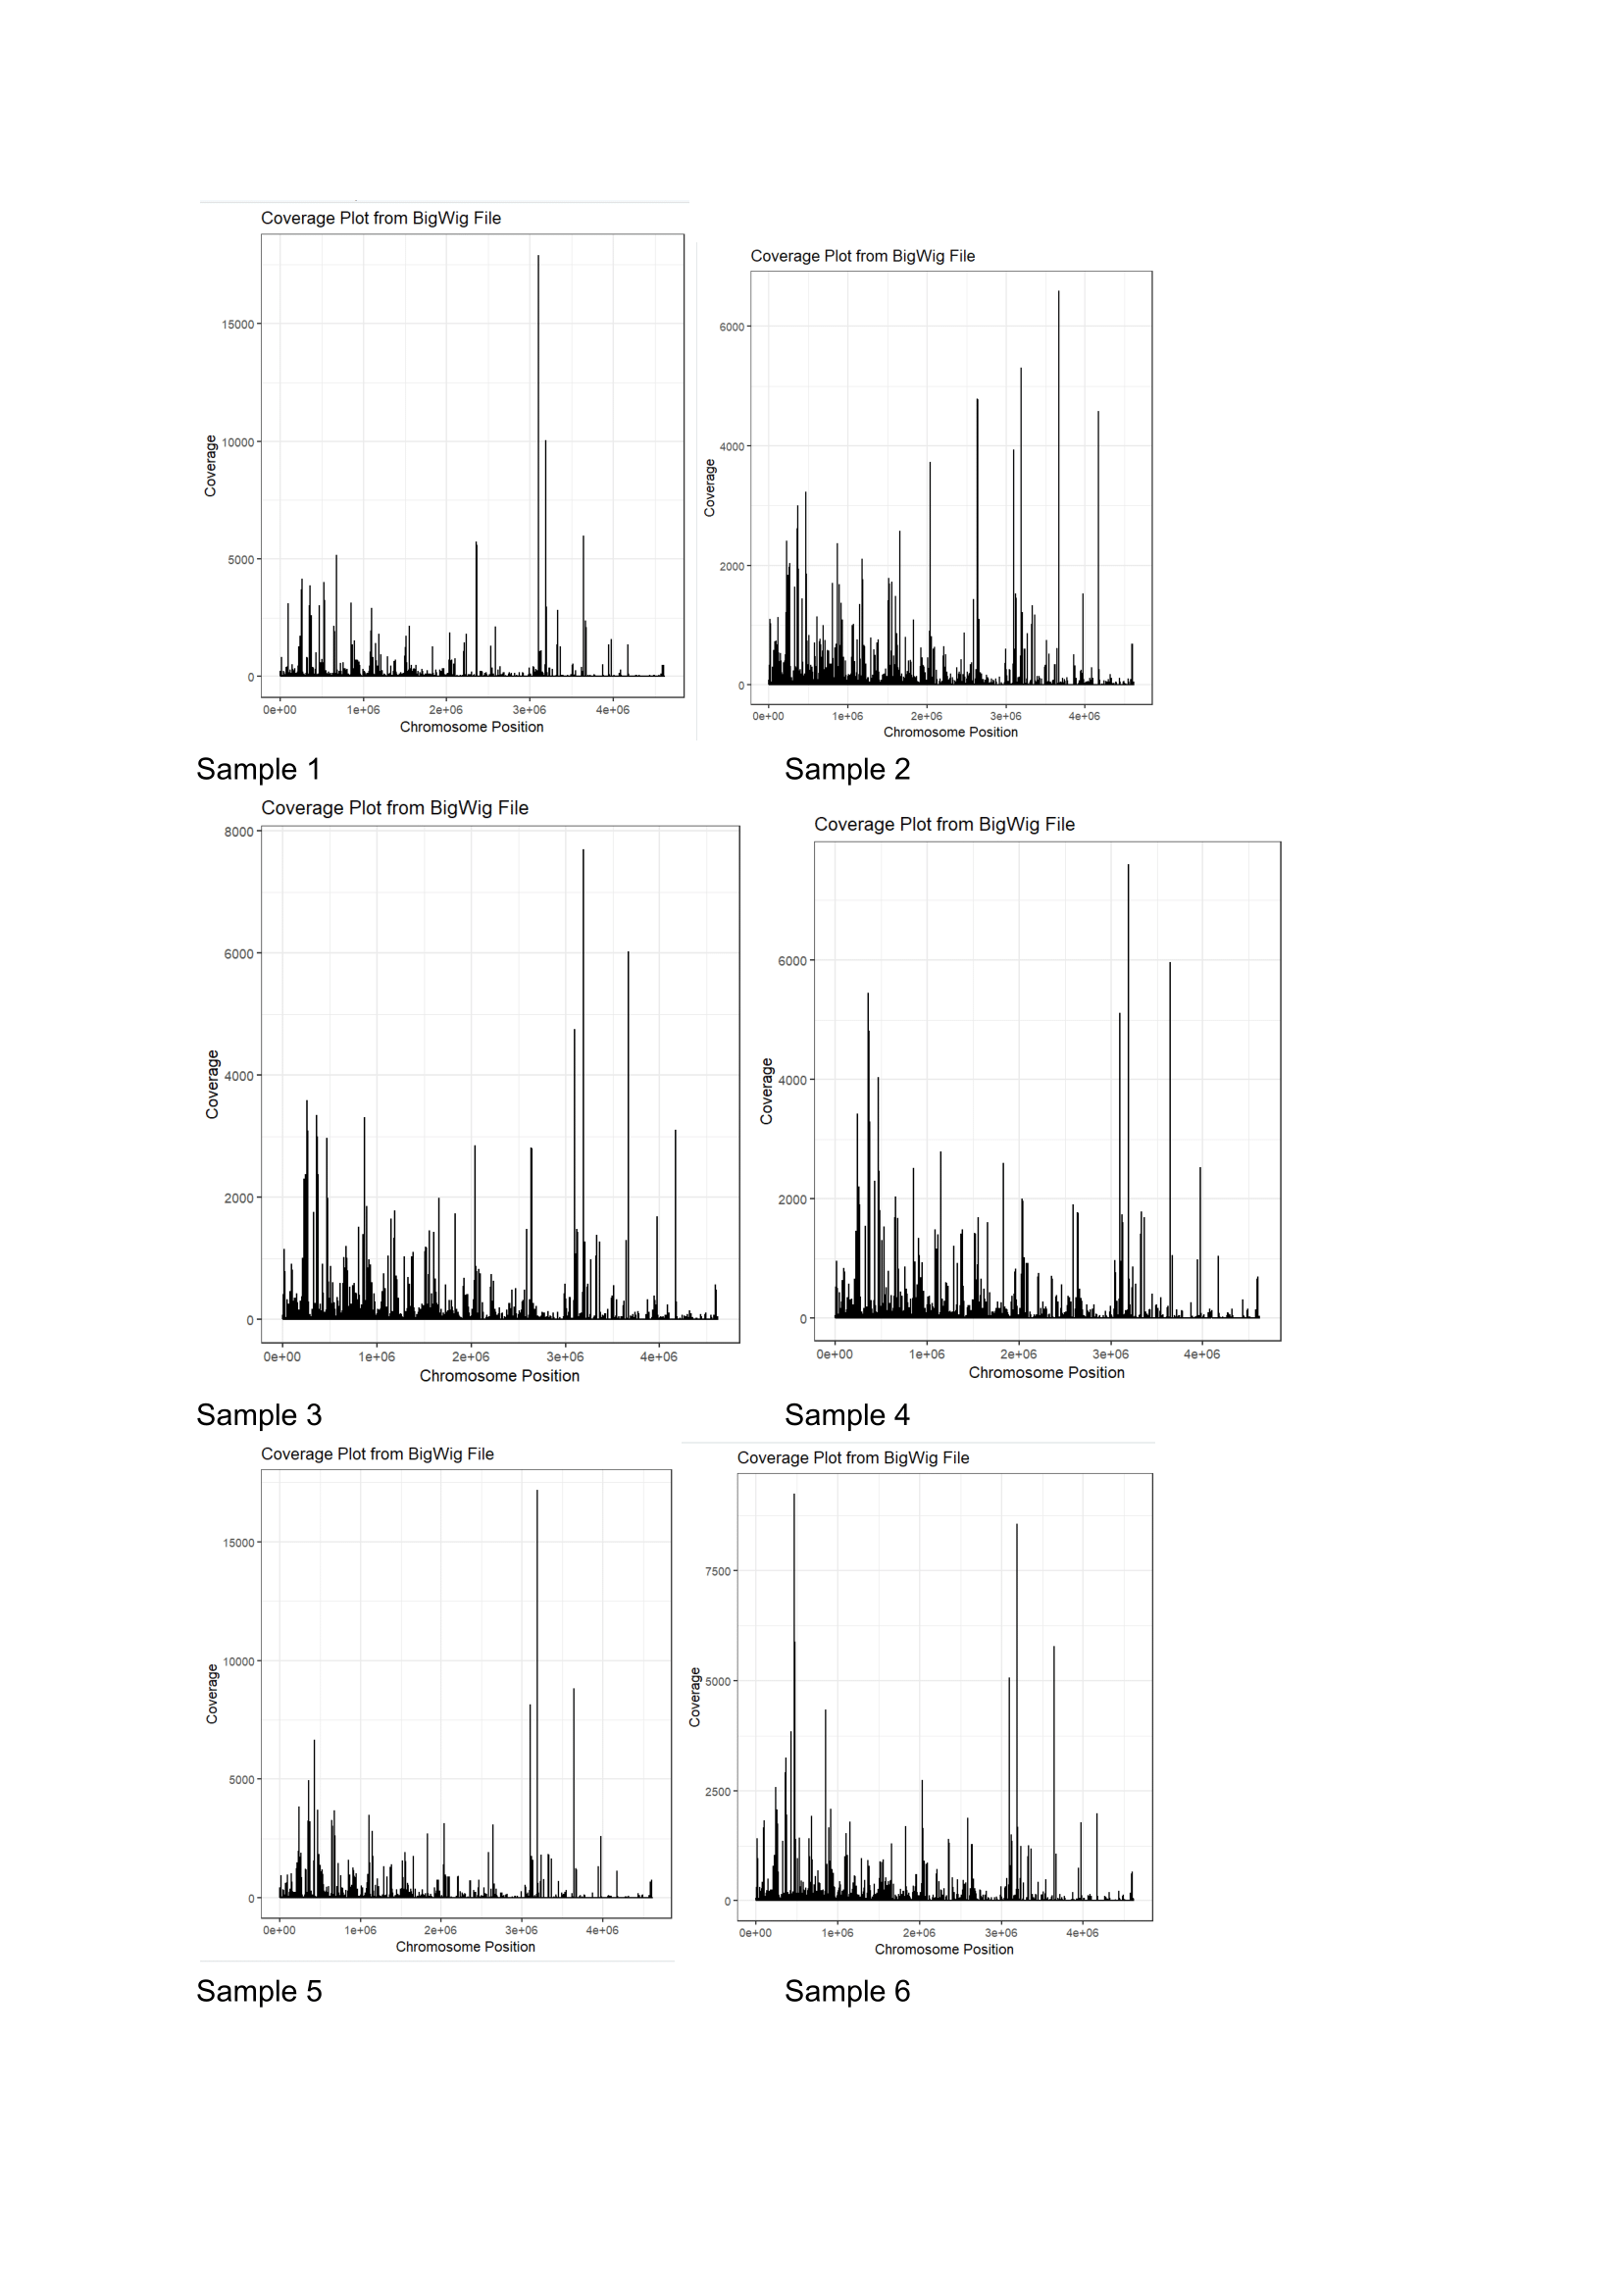 Coverage Plot from BigWig File
15000
10000
5000
0
Coverage
0e+00 1e+06 2e+06 3e+06 4e+06
Chromosome Position
Sample 1
Coverage Plot from BigWig File
6000
4000
2000
0
Coverage
0e+00 1e+06 2e+06 3e+06 4e+06
Chromosome Position
Sample 2
Coverage Plot from BigWig File
8000
6000
4000
2000
0
Coverage
0e+00 1e+06 2e+06 3e+06 4e+06
Chromosome Position
Sample 3
Coverage Plot from BigWig File
6000
4000
2000
0
Coverage
0e+00 1e+06 2e+06 3e+06 4e+06
Chromosome Position
Sample 4
Coverage Plot from BigWig File
15000
10000
5000
0
Coverage
0e+00 1e+06 2e+06 3e+06 4e+06
Chromosome Position
Sample 5
Coverage Plot from BigWig File
7500
5000
2500
0
Coverage
0e+00 1e+06 2e+06 3e+06 4e+06
Chromosome Position
Sample 6